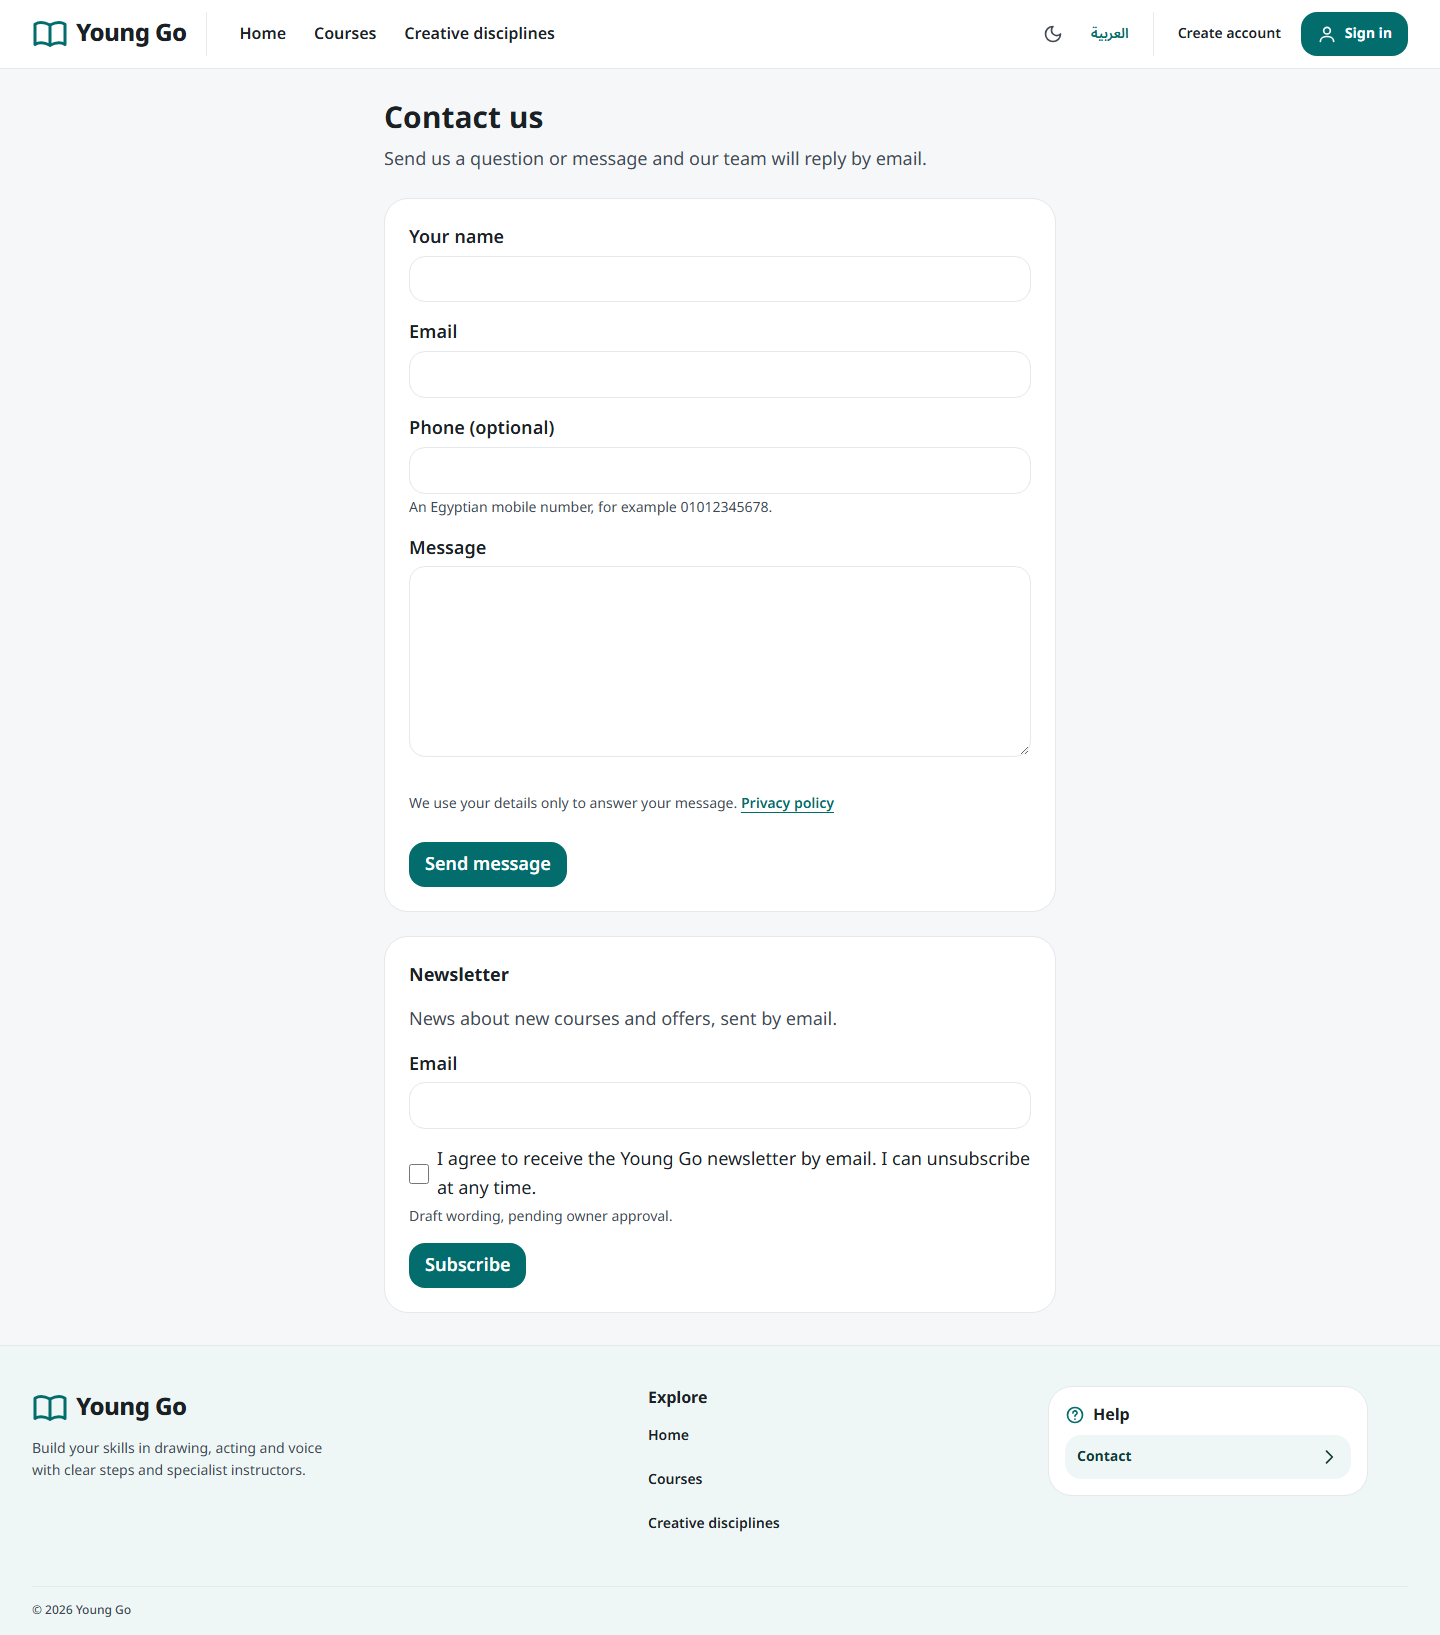 Young Go
Home
Courses
Creative disciplines
العربية
Create account
Sign in
Contact us
Send us a question or message and our team will reply by email.
Your name
Email
Phone (optional)
An Egyptian mobile number, for example 01012345678.
Message
We use your details only to answer your message. Privacy policy
Send message
Newsletter
News about new courses and offers, sent by email.
Email
I agree to receive the Young Go newsletter by email. I can unsubscribe
at any time.
Draft wording, pending owner approval.
Subscribe
Young Go
Build your skills in drawing, acting and voice
with clear steps and specialist instructors.
Explore
Home
Courses
Creative disciplines
Help
Contact
© 2026 Young Go